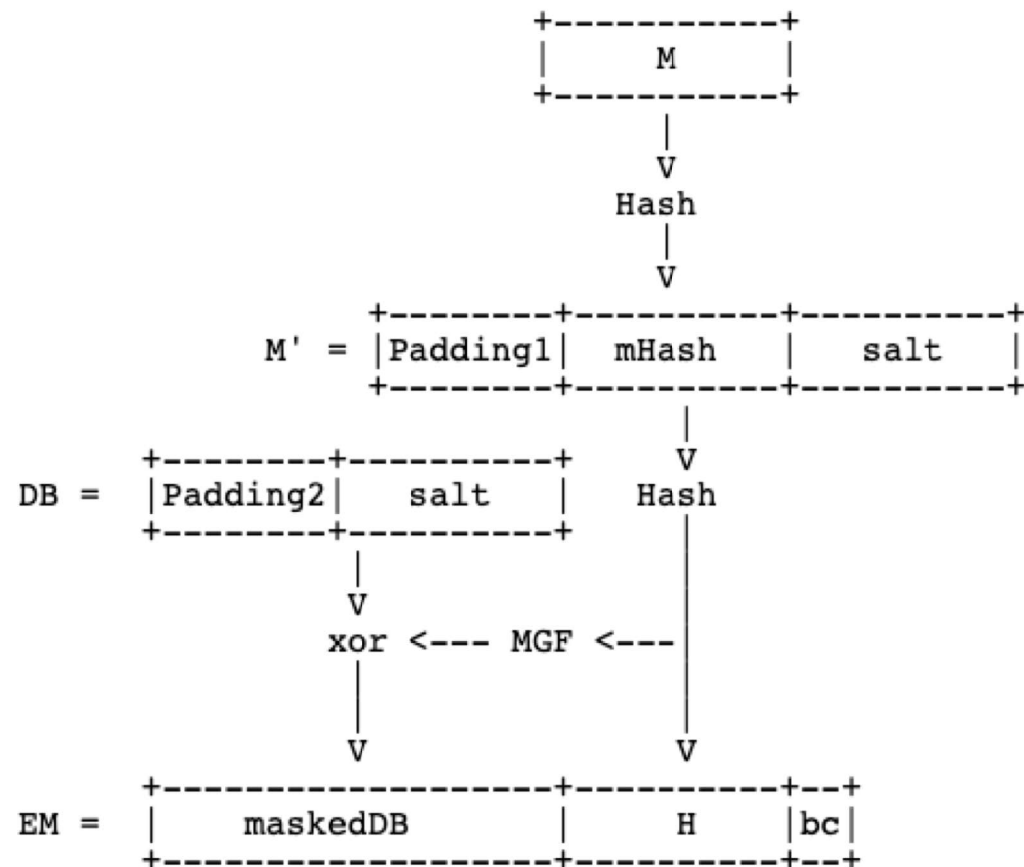 +-----------+
|     M     |
+-----------+
|
V
Hash
|
V
+--------+----------+----------+
M' = |Padding1|  mHash   |   salt   |
+--------+----------+----------+
|
+--------+----------+     V
DB = |Padding2|   salt   |   Hash
+--------+----------+
|
V
xor <--- MGF <---|
|
|
V     V
+-------------------+----------+--+
EM = |    maskedDB       |     H    |bc|
+-------------------+----------+--+